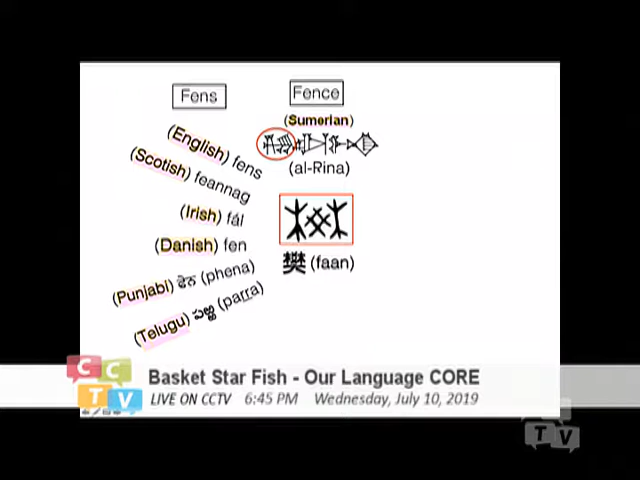 Fens
Fence
(Sumerian)
(al-Rina)
樊 (faan)
(English) fens
(Scotish) feannag
(Irish) fál
(Danish) fen
(Punjabi) ਫੇਨ (phena)
(Telugu) పఱ్ఱ (parra)
CCTV
Basket Star Fish - Our Language CORE
LIVE ON CCTV 6:45 PM Wednesday, July 10, 2019
TV